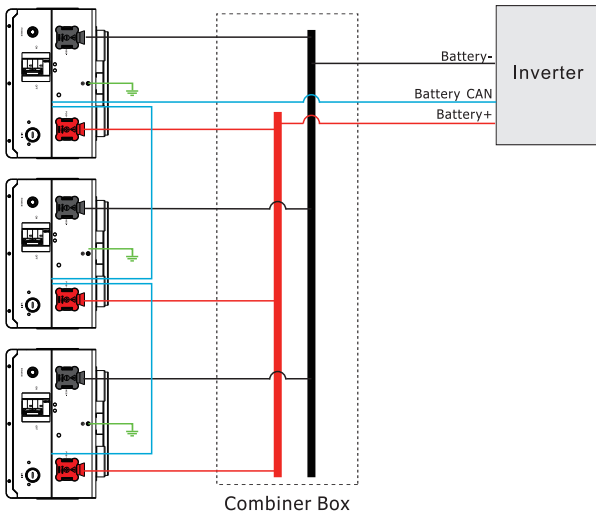 Battery-
Inverter
Battery CAN
Battery+
Combiner Box